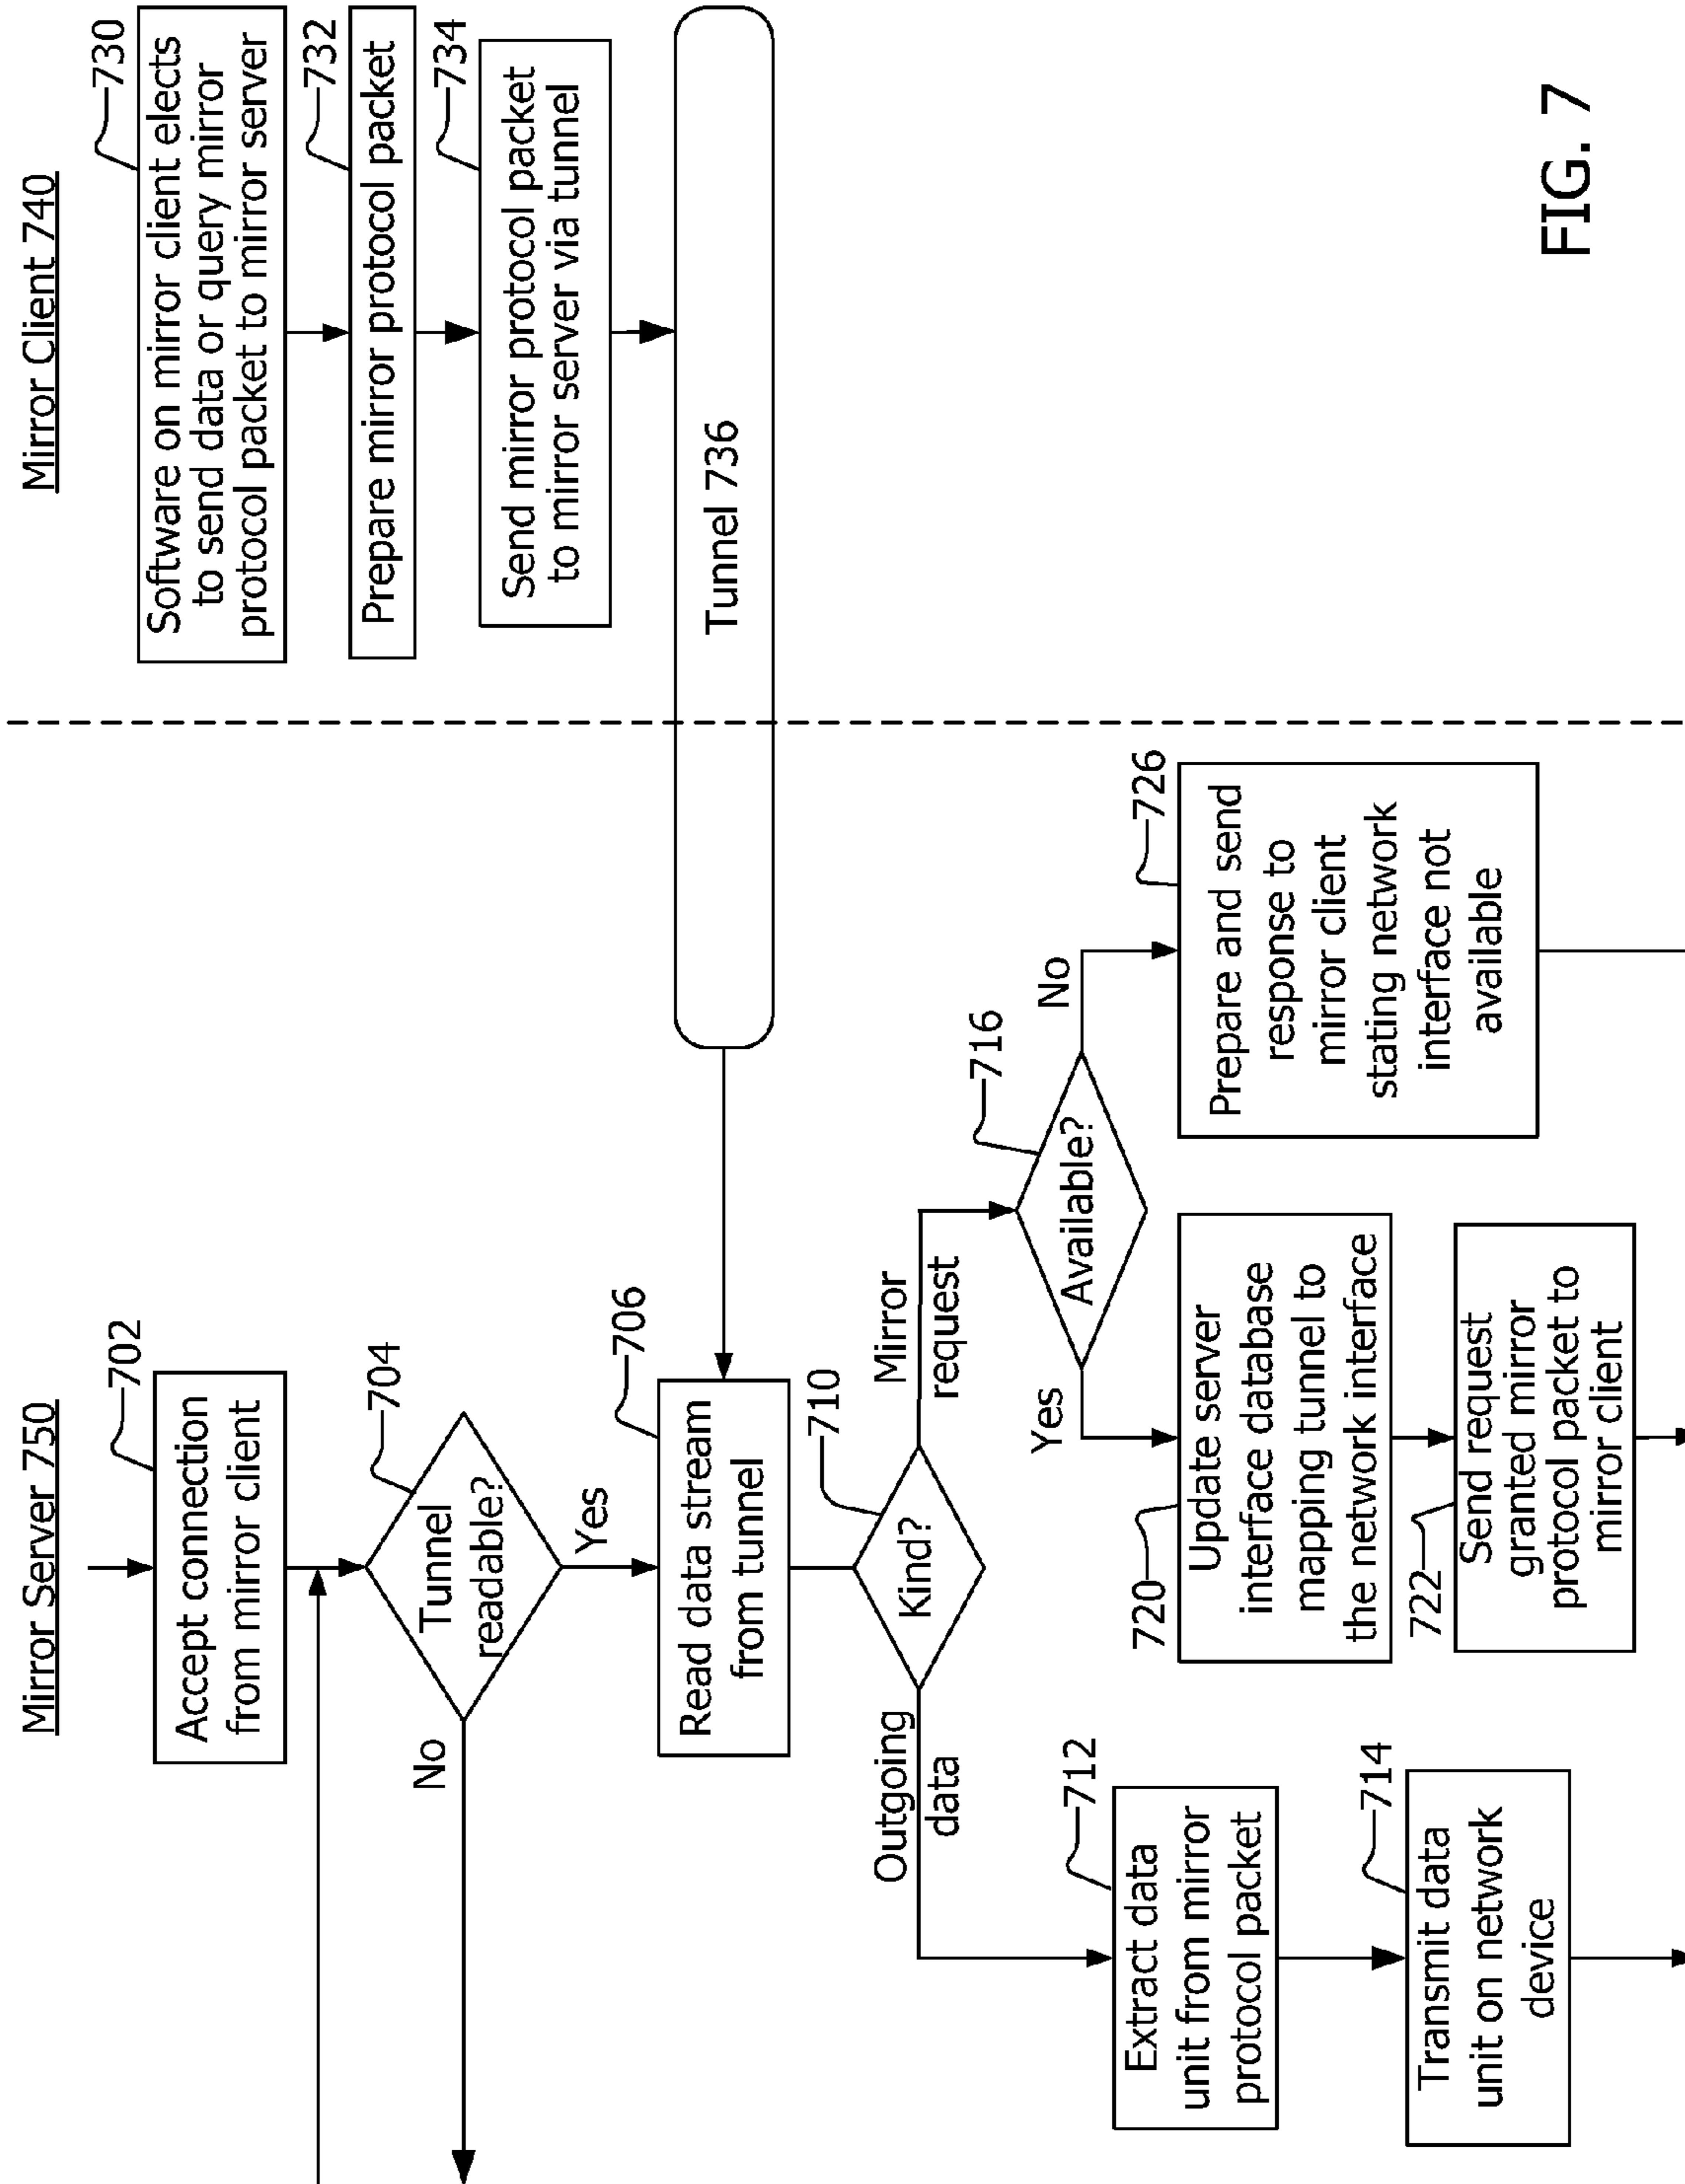 Mirror Server 750
702
Accept connection
from mirror client
704
Tunnel
readable?
No
Yes
706
Read data stream
from tunnel
710
Kind?
Outgoing
data
Mirror
request
712
Extract data
unit from mirror
protocol packet
714
Transmit data
unit on network
device
716
Available?
Yes
No
720
Update server
interface database
mapping tunnel to
the network interface
722
Send request
granted mirror
protocol packet to
mirror client
726
Prepare and send
response to
mirror client
stating network
interface not
available
Mirror Client 740
730
Software on mirror client elects
to send data or query mirror
protocol packet to mirror server
732
Prepare mirror protocol packet
734
Send mirror protocol packet
to mirror server via tunnel
Tunnel 736
FIG. 7